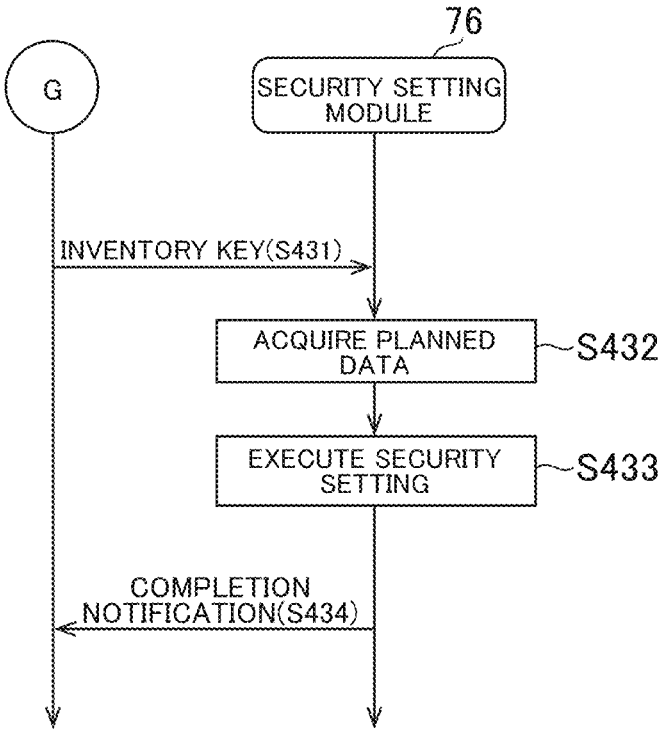 76
G
SECURITY SETTING
MODULE
INVENTORY KEY(S431)
ACQUIRE PLANNED
DATA
S432
EXECUTE SECURITY
SETTING
S433
COMPLETION
NOTIFICATION(S434)